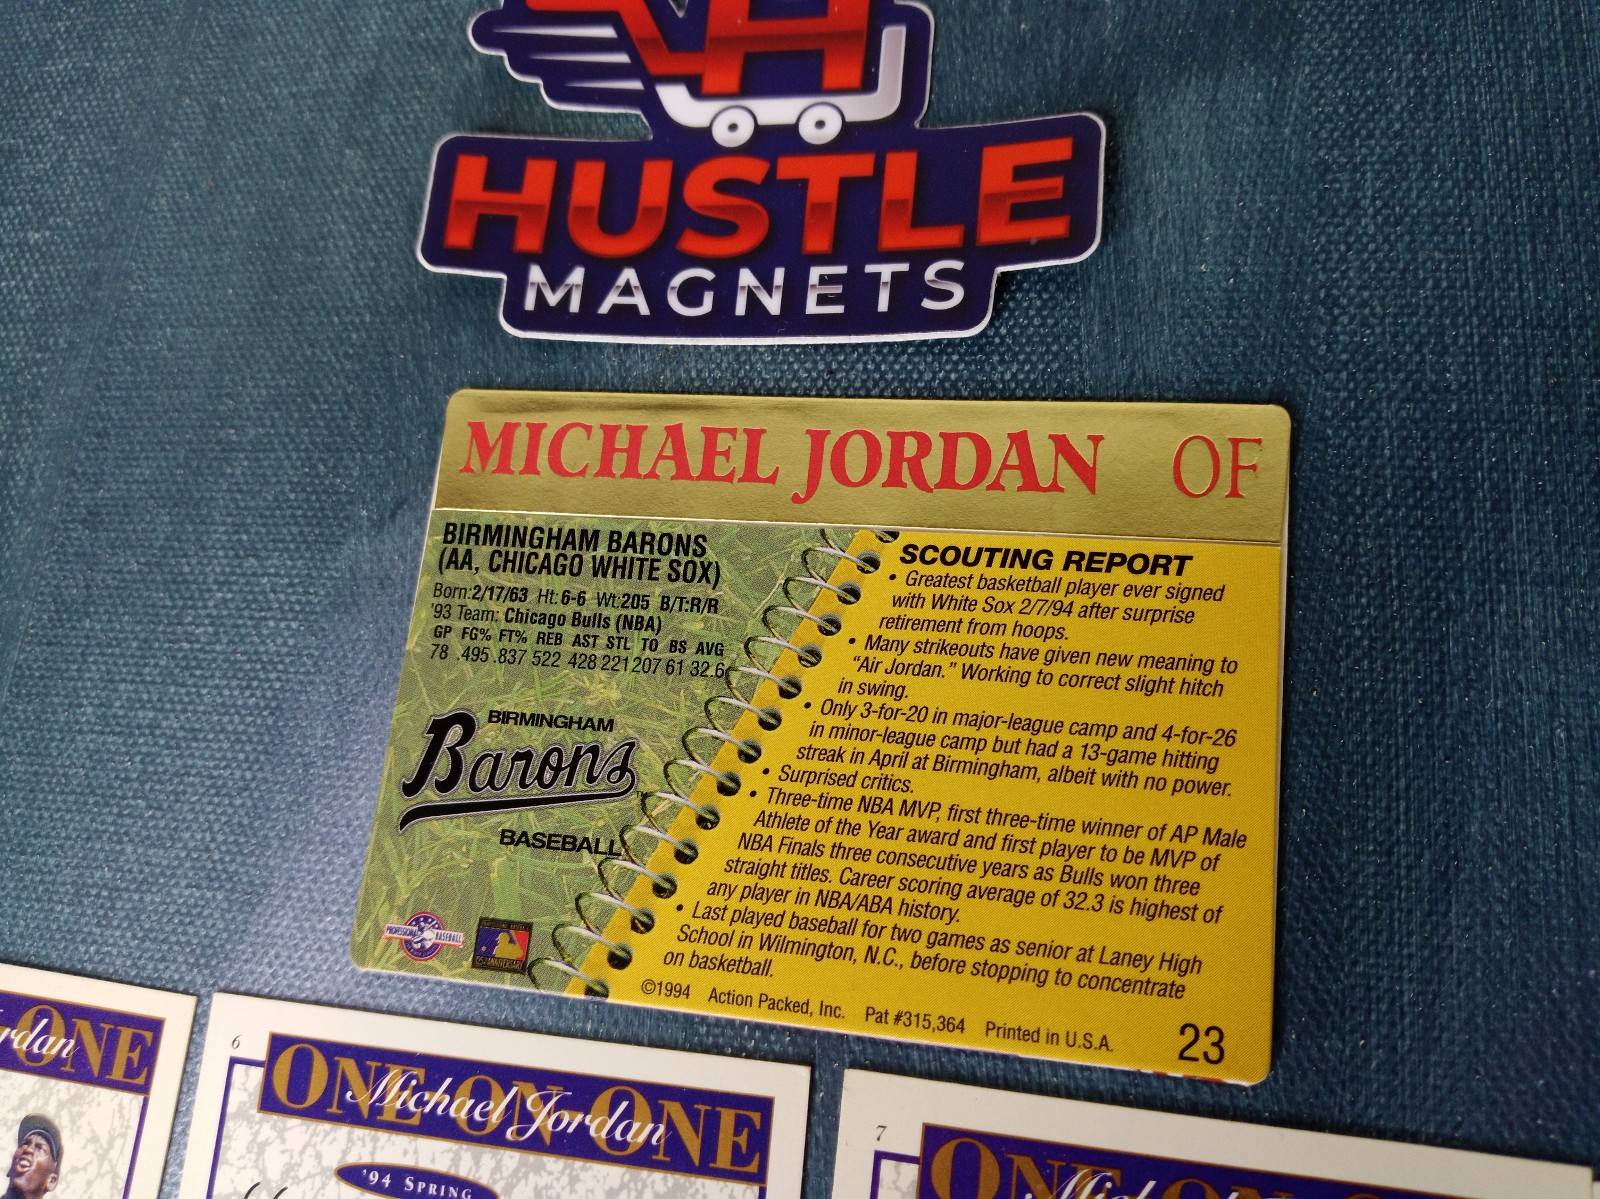 H
HUSTLE
MAGNETS
MICHAEL JORDAN OF
BIRMINGHAM BARONS
(AA, CHICAGO WHITE SOX)
Born:2/17/63 Ht:6-6 Wt:205 B/T:R/R
'93 Team: Chicago Bulls (NBA)
GP FG% FT% REB AST STL TO BS AVG
78 .495 .837 522 428 221 207 61 32.6
BIRMINGHAM
Barons
BASEBALL
PROFESSIONAL BASEBALL
SCOUTING REPORT
• Greatest basketball player ever signed
with White Sox 2/7/94 after surprise
retirement from hoops.
• Many strikeouts have given new meaning to
"Air Jordan." Working to correct slight hitch
in swing.
• Only 3-for-20 in major-league camp and 4-for-26
in minor-league camp but had a 13-game hitting
streak in April at Birmingham, albeit with no power.
• Surprised critics.
• Three-time NBA MVP, first three-time winner of AP Male
Athlete of the Year award and first player to be MVP of
NBA Finals three consecutive years as Bulls won three
straight titles. Career scoring average of 32.3 is highest of
any player in NBA/ABA history.
• Last played baseball for two games as senior at Laney High
School in Wilmington, N.C., before stopping to concentrate
on basketball.
©1994 Action Packed, Inc. Pat #315,364 Printed in U.S.A.
23
ONE
6
ONE ON ONE
Michael Jordan
'94 SPRING
7
ONE